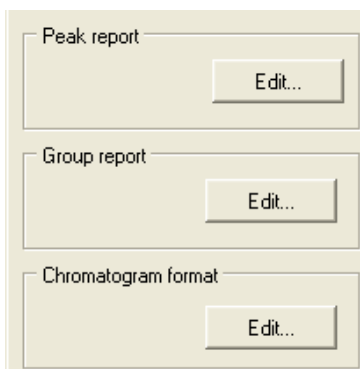 Peak report
Edit...
Group report
Edit...
Chromatogram format
Edit...